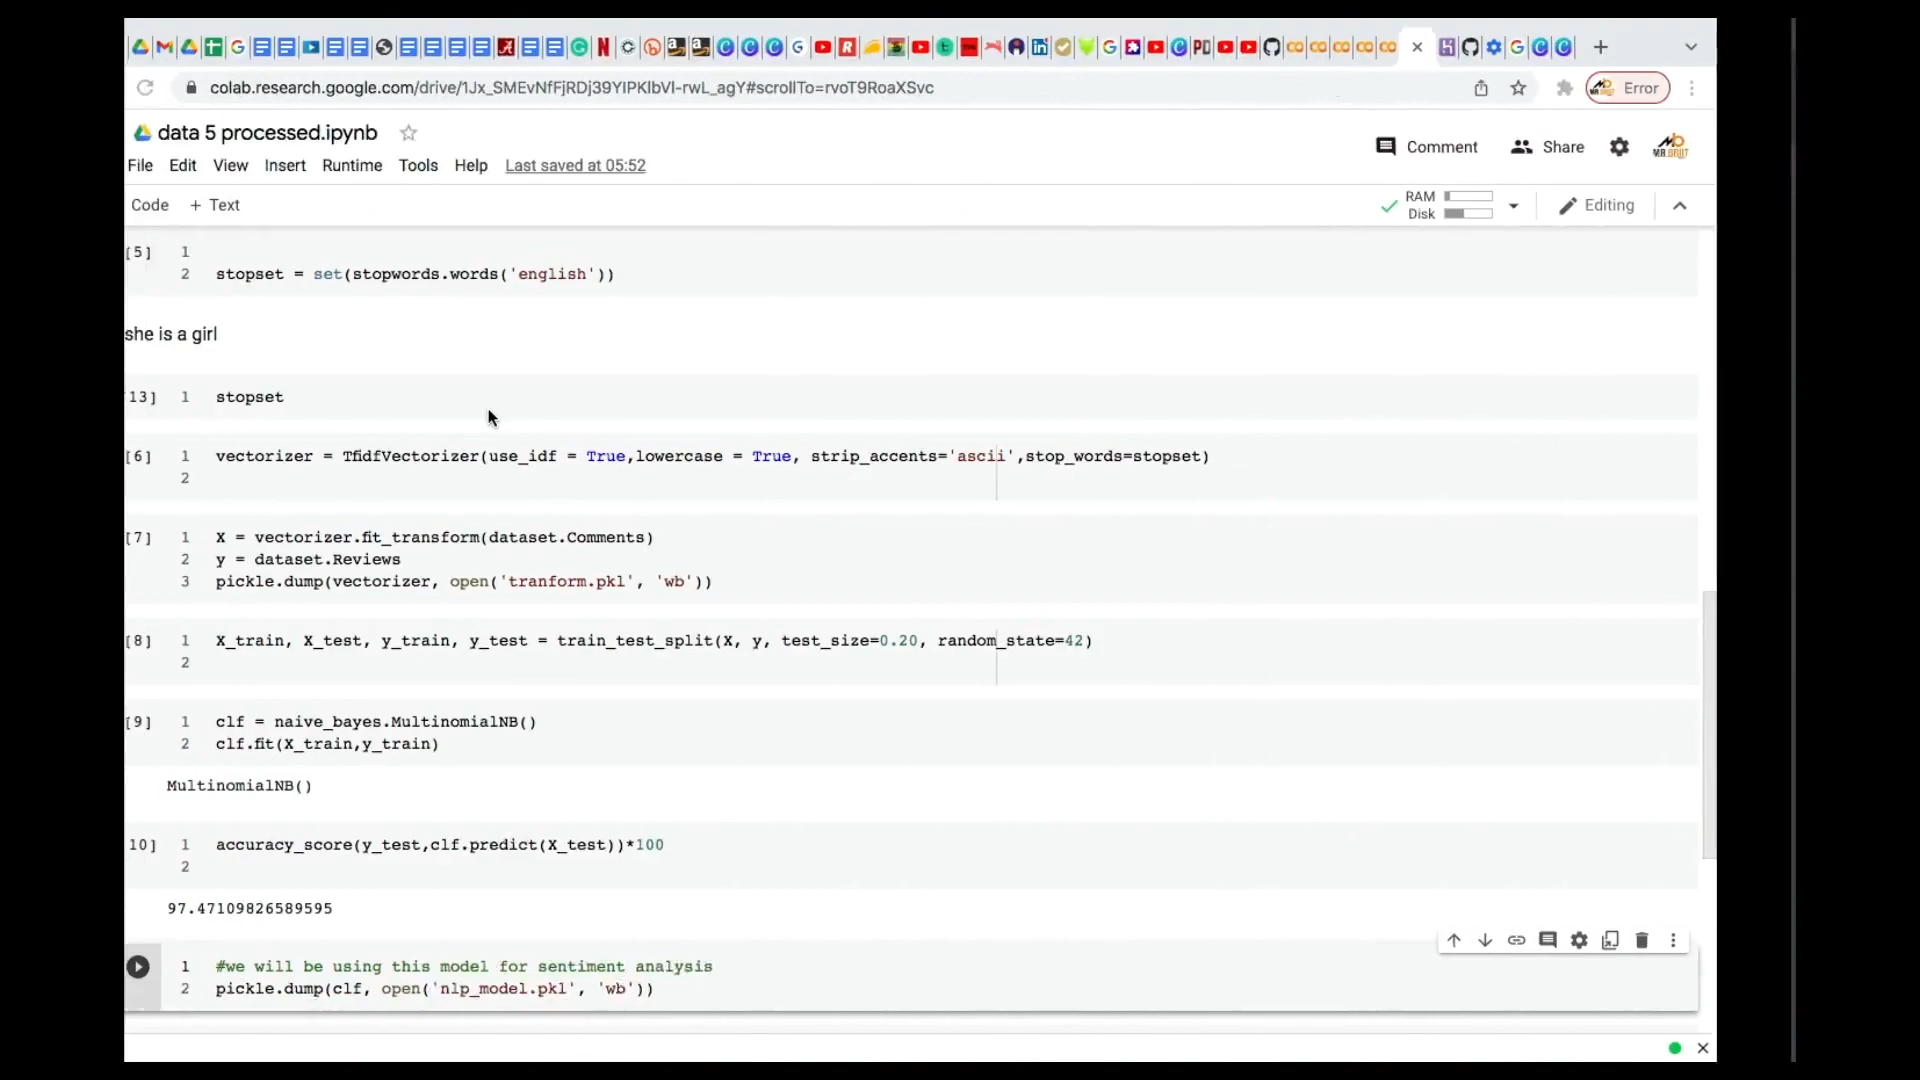 colab.research.google.com/drive/1Jx_SMEvNfFjRDj39YIPKlbVl-rwL_agY#scrollTo=rvoT9RoaXSvc
Error
data 5 processed.ipynb
Comment
Share
MR.BRIIT
File Edit View Insert Runtime Tools Help Last saved at 05:52
Code + Text
RAM
Disk
Editing
[5] 1
2 stopset = set(stopwords.words('english'))
she is a girl
13] 1 stopset
[6] 1 vectorizer = TfidfVectorizer(use_idf = True,lowercase = True, strip_accents='ascii',stop_words=stopset)
2
[7] 1 X = vectorizer.fit_transform(dataset.Comments)
2 y = dataset.Reviews
3 pickle.dump(vectorizer, open('tranform.pkl', 'wb'))
[8] 1 X_train, X_test, y_train, y_test = train_test_split(X, y, test_size=0.20, random_state=42)
2
[9] 1 clf = naive_bayes.MultinomialNB()
2 clf.fit(X_train,y_train)
MultinomialNB()
10] 1 accuracy_score(y_test,clf.predict(X_test))*100
2
97.47109826589595
1 #we will be using this model for sentiment analysis
2 pickle.dump(clf, open('nlp_model.pkl', 'wb'))